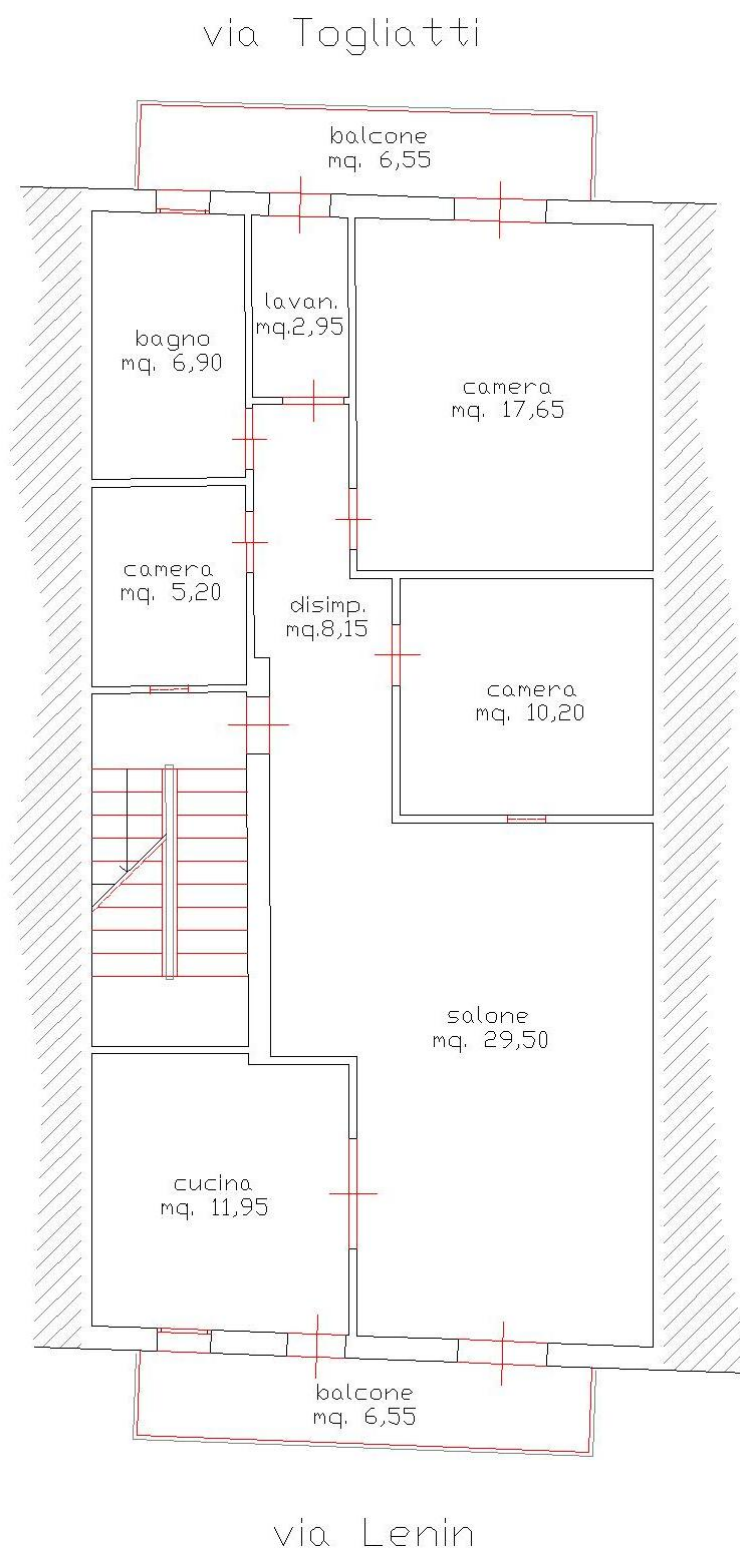 via Togliatti
balcone
mq. 6,55
lavan.
mq.2,95
bagno
mq. 6,90
camera
mq. 17,65
camera
mq. 5,20
disimp.
mq.8,15
camera
mq. 10,20
salone
mq. 29,50
cucina
mq. 11,95
balcone
mq. 6,55
via Lenin